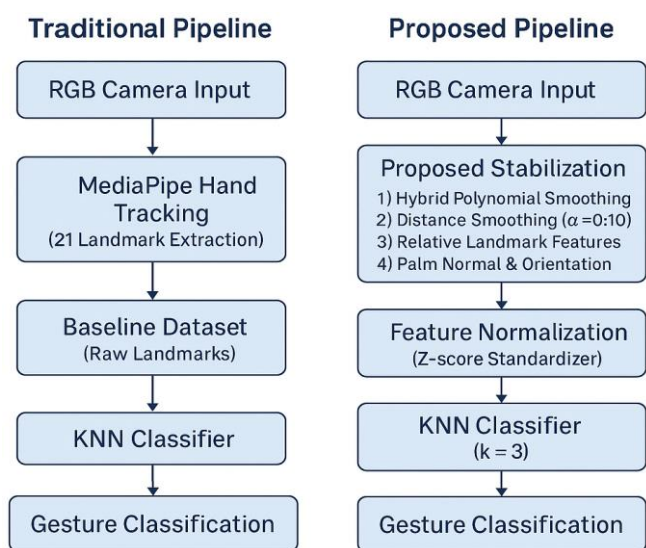 Traditional Pipeline
RGB Camera Input
MediaPipe Hand
Tracking
(21 Landmark Extraction)
Baseline Dataset
(Raw Landmarks)
KNN Classifier
Gesture Classification
Proposed Pipeline
RGB Camera Input
Proposed Stabilization
1) Hybrid Polynomial Smoothing
2) Distance Smoothing (α =0:10)
3) Relative Landmark Features
4) Palm Normal & Orientation
Feature Normalization
(Z-score Standardizer)
KNN Classifier
(k = 3)
Gesture Classification